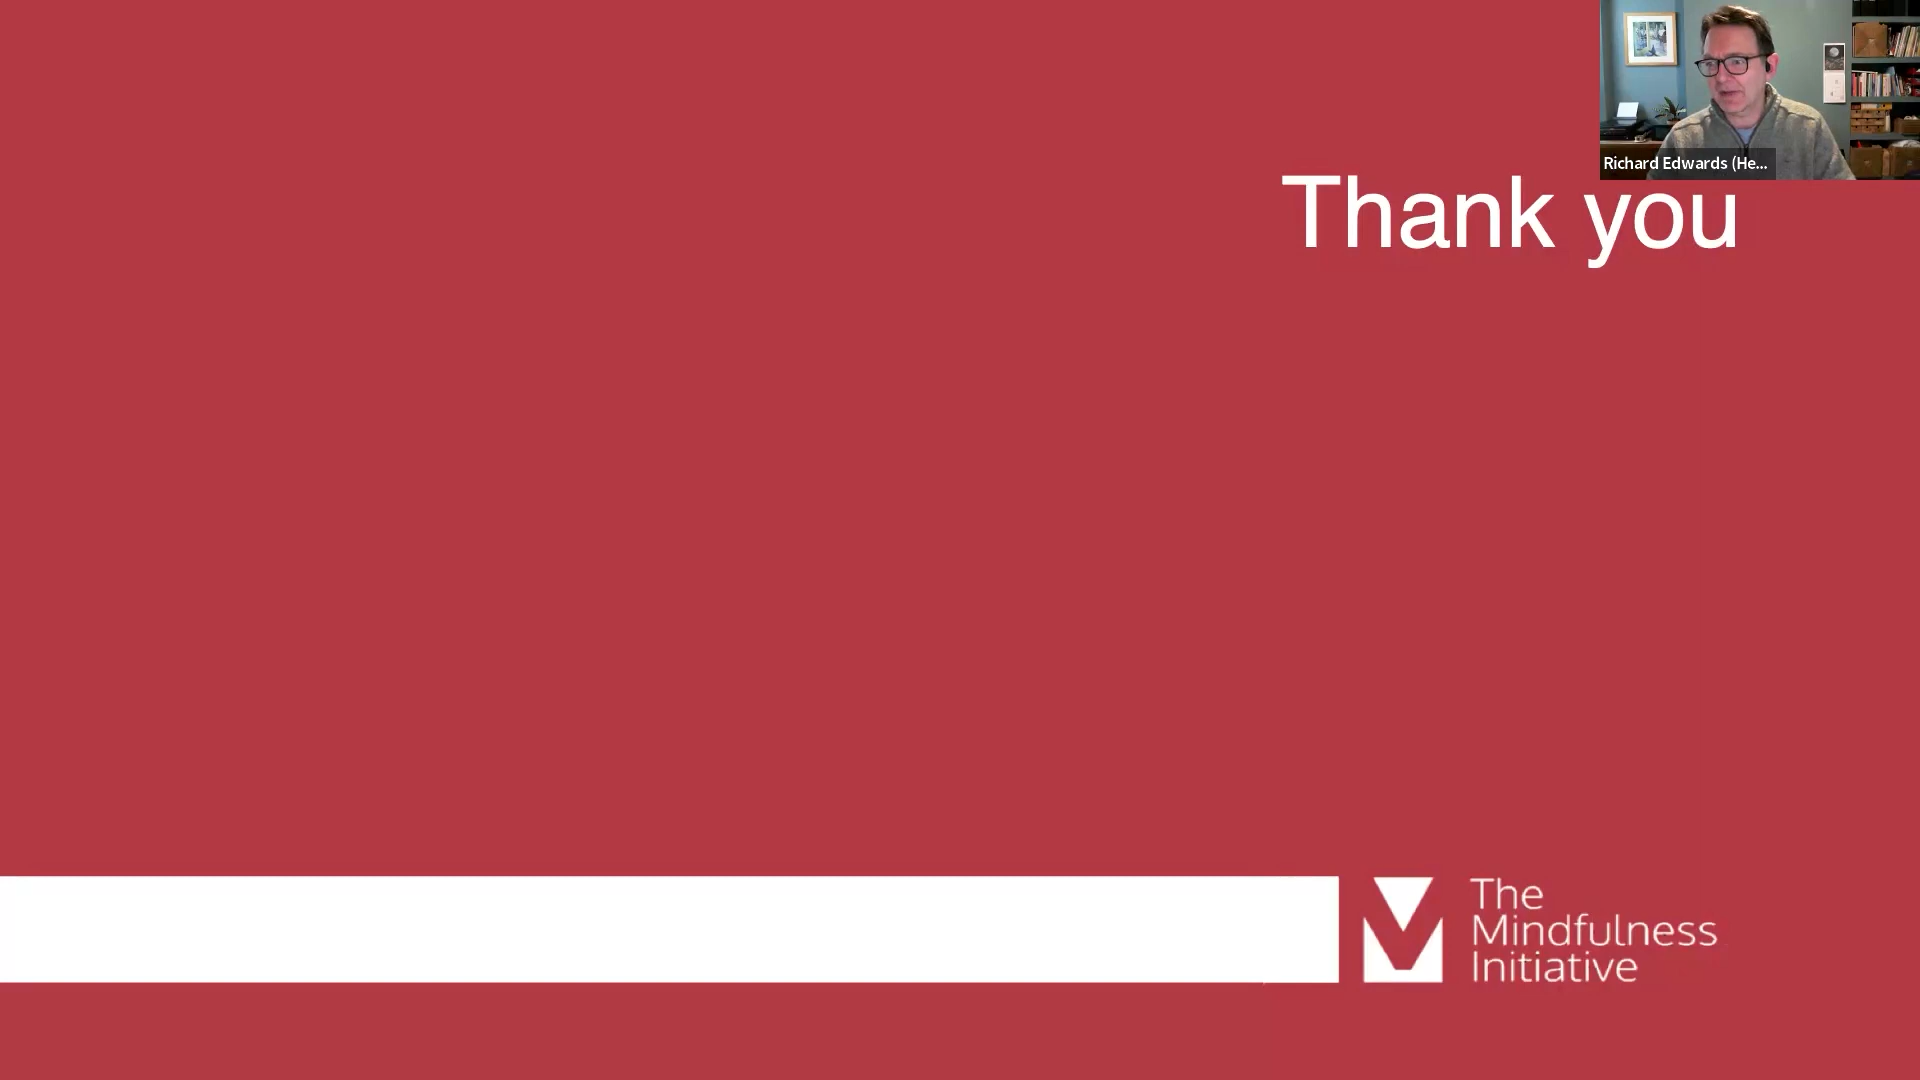 Richard Edwards (He...
Thank you
The
Mindfulness
Initiative